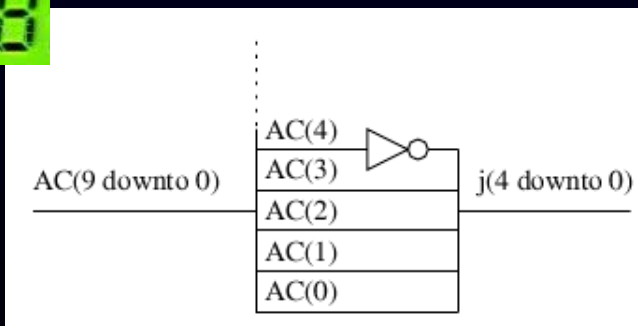 AC(4)
AC(3)
AC(9 downto 0)
j(4 downto 0)
AC(2)
AC(1)
AC(0)